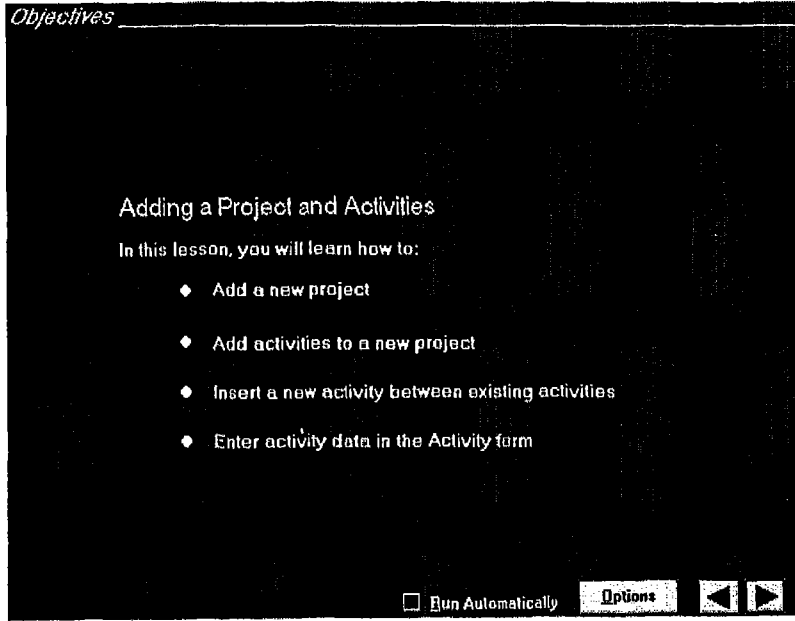 Objectives
Adding a Project and Activities
In this lesson, you will learn how to:
Add a new project
Add activities to a new project
Insert a new activity between existing activities
Enter activity data in the Activity form
Run Automatically
Options